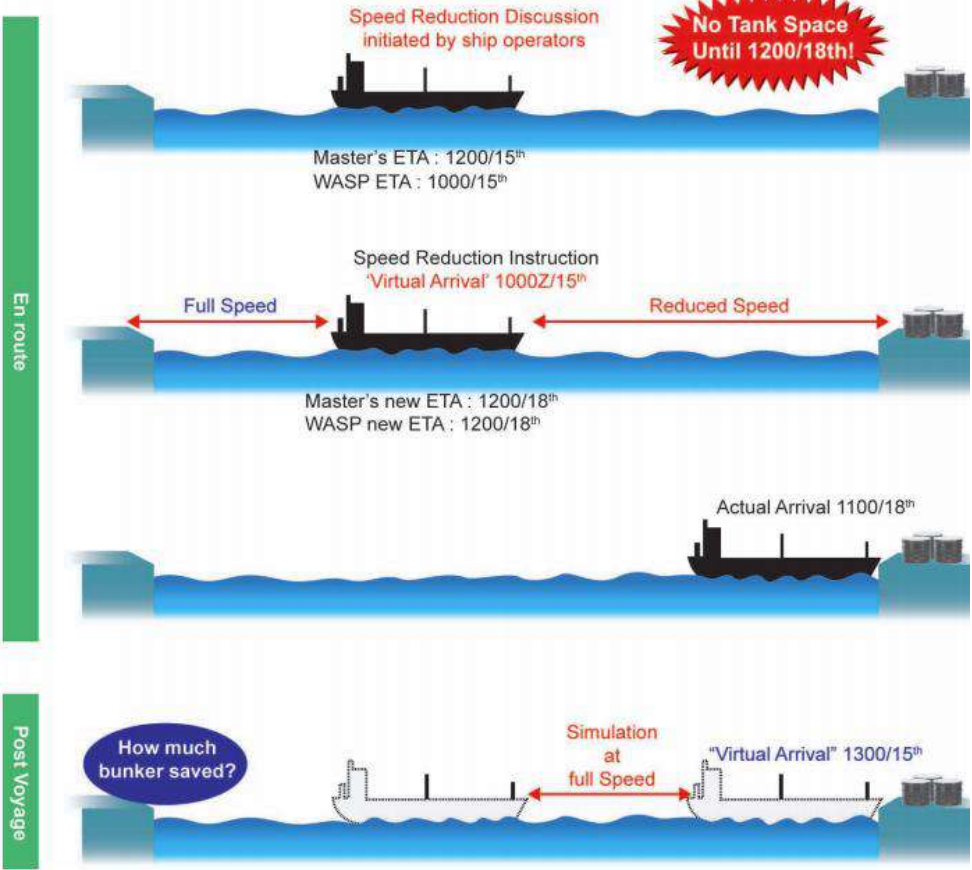 En route
Speed Reduction Discussion
initiated by ship operators
No Tank Space
Until 1200/18th!
Master's ETA : 1200/15th
WASP ETA : 1000/15th
Speed Reduction Instruction
'Virtual Arrival' 1000Z/15th
Full Speed
Reduced Speed
Master's new ETA : 1200/18th
WASP new ETA : 1200/18th
Actual Arrival 1100/18th
Post Voyage
How much
bunker saved?
Simulation
at
full Speed
"Virtual Arrival" 1300/15th